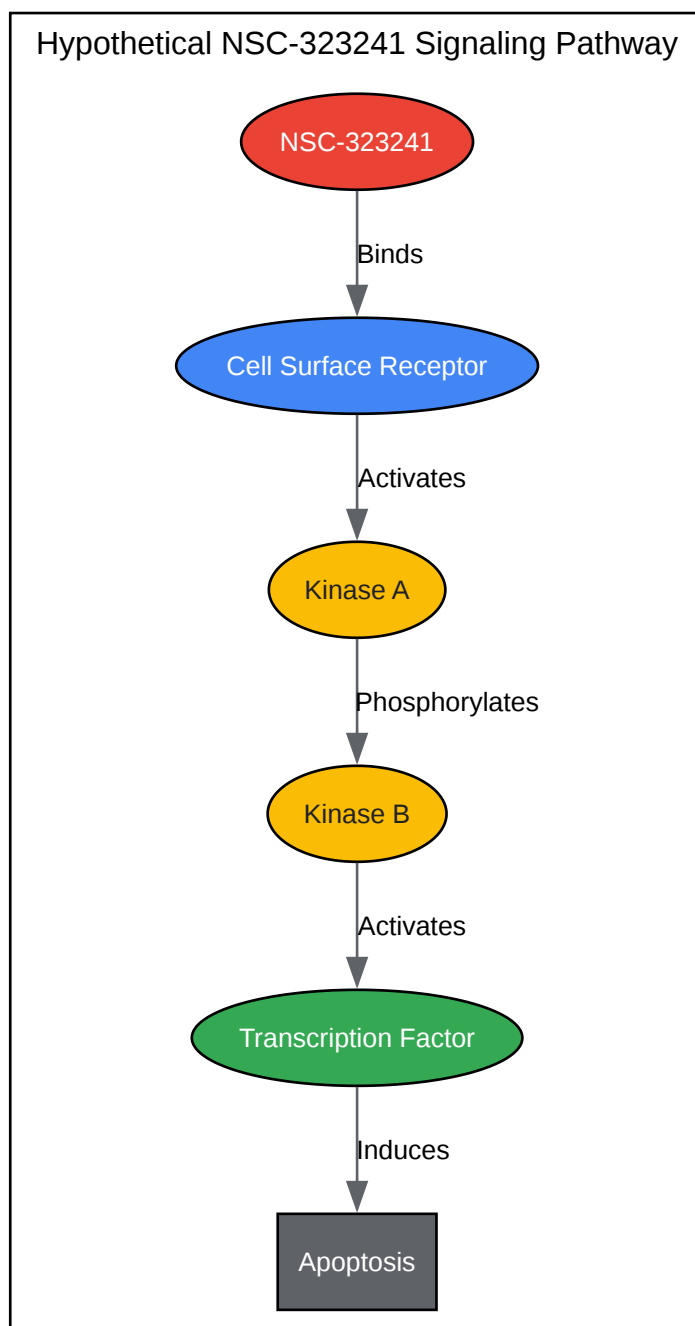 Hypothetical NSC-323241 Signaling Pathway
NSC-323241
Binds
Cell Surface Receptor
Activates
Kinase A
Phosphorylates
Kinase B
Activates
Transcription Factor
Induces
Apoptosis